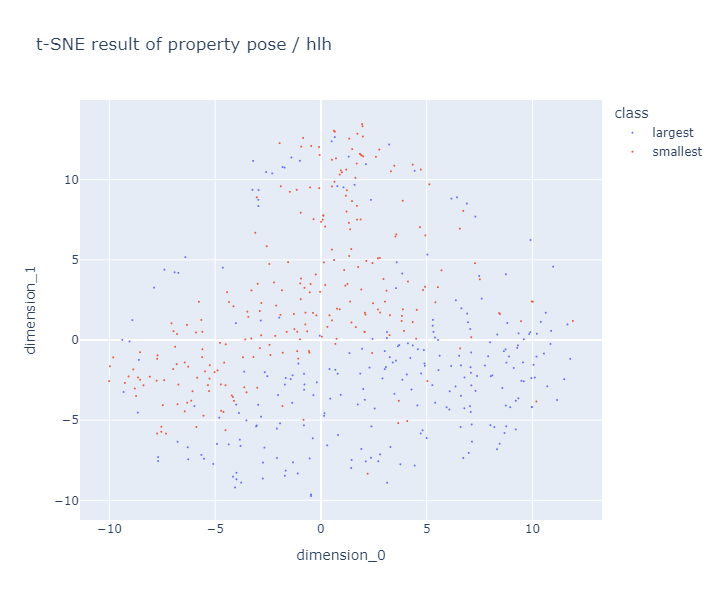 t-SNE result of property pose / hlh
class
largest
smallest
10
5
0
−5
−10
dimension_1
−10
−5
0
5
10
dimension_0